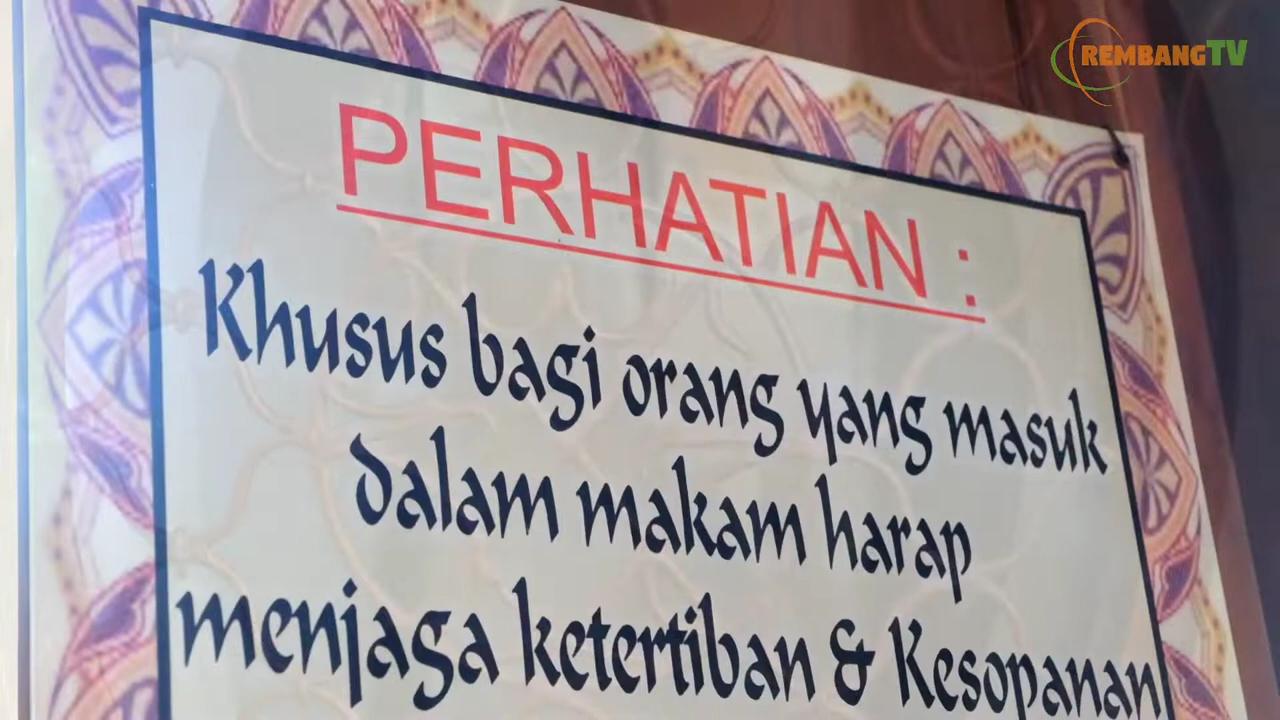 REMBANGTV
PERHATIAN :
Khusus bagi orang yang masuk
dalam makam harap
menjaga ketertiban & Kesopanan